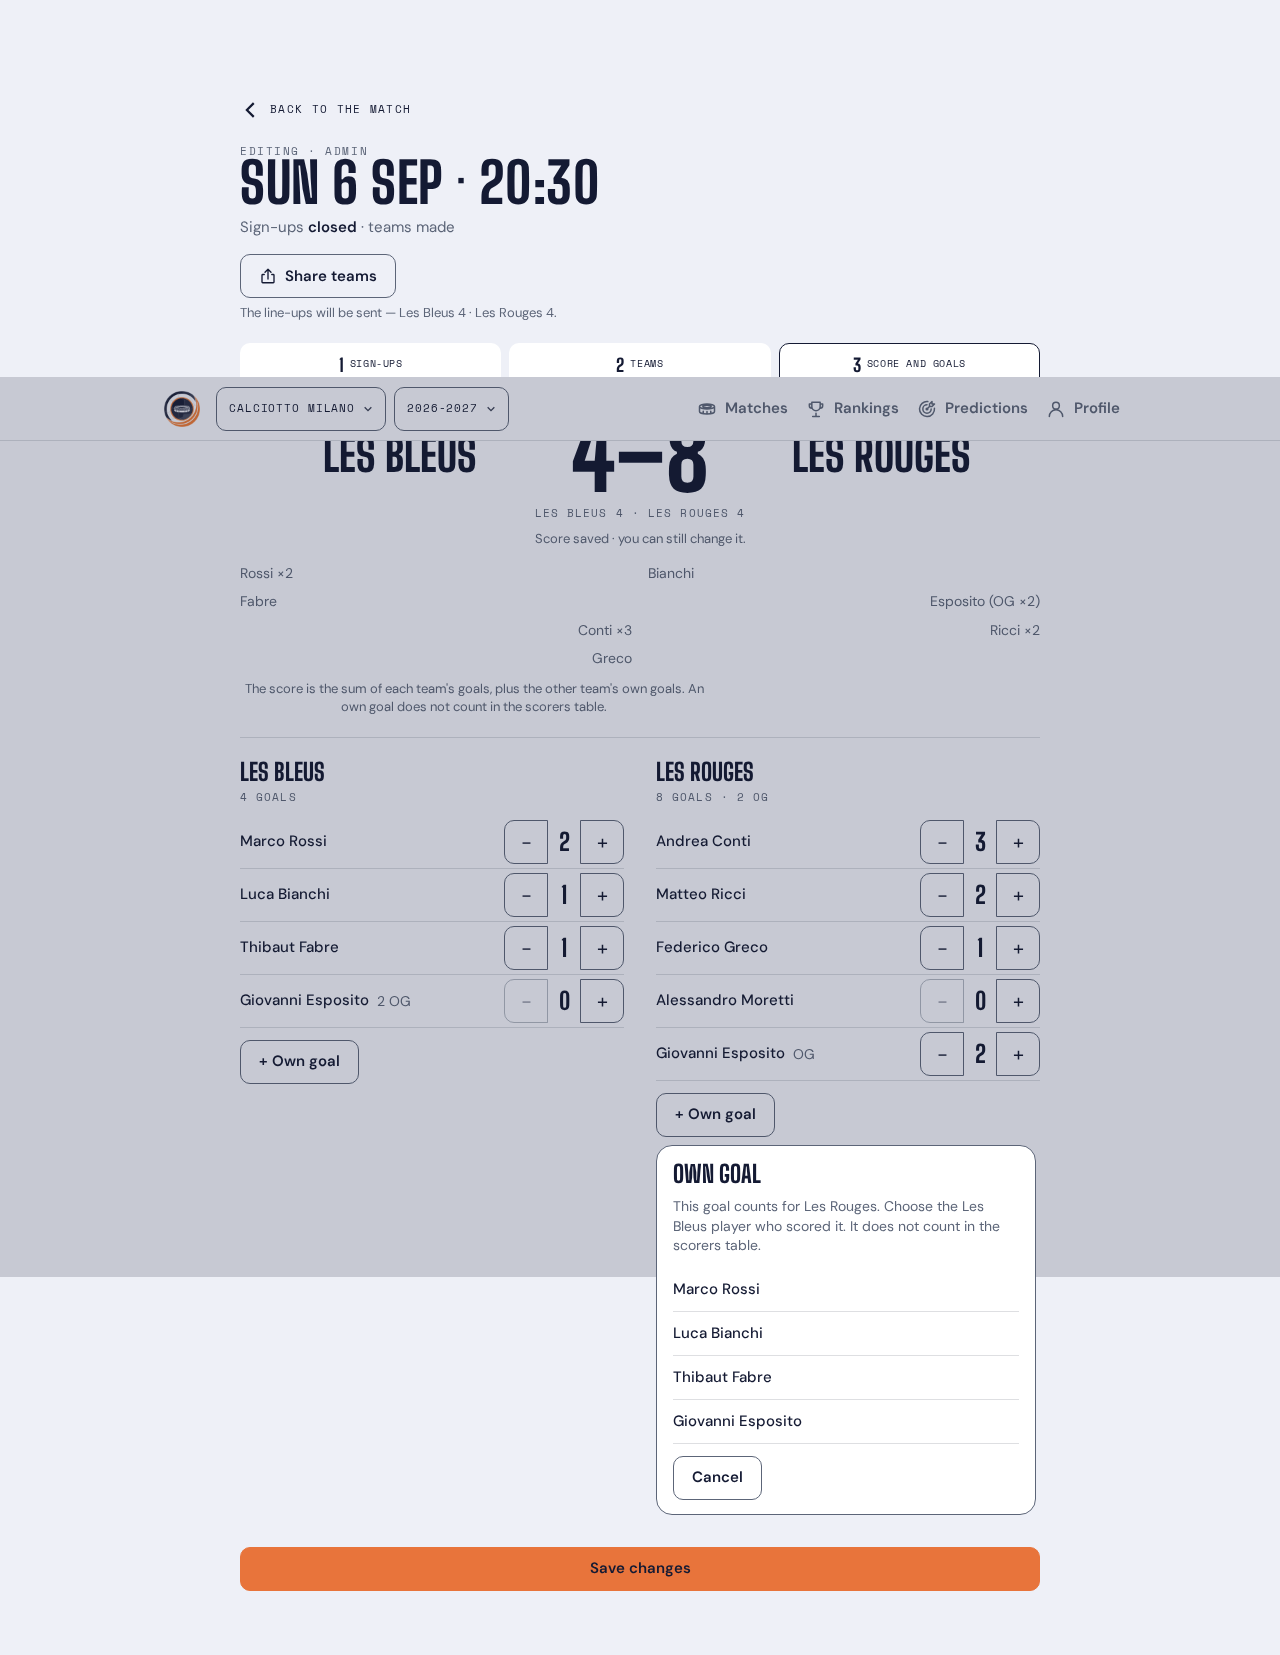 BACK TO THE MATCH
EDITING · ADMIN
SUN 6 SEP · 20:30
Sign-ups closed · teams made
Share teams
The line-ups will be sent — Les Bleus 4 · Les Rouges 4.
1 SIGN-UPS
2 TEAMS
3 SCORE AND GOALS
CALCIOTTO MILANO
2026-2027
Matches
Rankings
Predictions
Profile
LES BLEUS
4–8
LES ROUGES
LES BLEUS 4 · LES ROUGES 4
Score saved · you can still change it.
Rossi ×2
Bianchi
Fabre
Esposito (OG ×2)
Conti ×3
Ricci ×2
Greco
The score is the sum of each team's goals, plus the other team's own goals. An
own goal does not count in the scorers table.
LES BLEUS
4 GOALS
Marco Rossi
- 2 +
Luca Bianchi
- 1 +
Thibaut Fabre
- 1 +
Giovanni Esposito 2 OG
- 0 +
+ Own goal
LES ROUGES
8 GOALS · 2 OG
Andrea Conti
- 3 +
Matteo Ricci
- 2 +
Federico Greco
- 1 +
Alessandro Moretti
- 0 +
Giovanni Esposito OG
- 2 +
+ Own goal
OWN GOAL
This goal counts for Les Rouges. Choose the Les
Bleus player who scored it. It does not count in the
scorers table.
Marco Rossi
Luca Bianchi
Thibaut Fabre
Giovanni Esposito
Cancel
Save changes